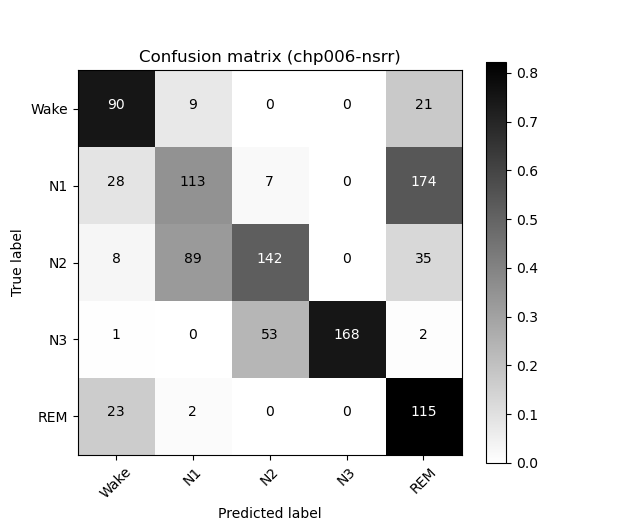 Confusion matrix (chp006-nsrr)
True label
Wake 90 9 0 0 21
N1 28 113 7 0 174
N2 8 89 142 0 35
N3 1 0 53 168 2
REM 23 2 0 0 115
Wake N1 N2 N3 REM
Predicted label
0.8
0.7
0.6
0.5
0.4
0.3
0.2
0.1
0.0